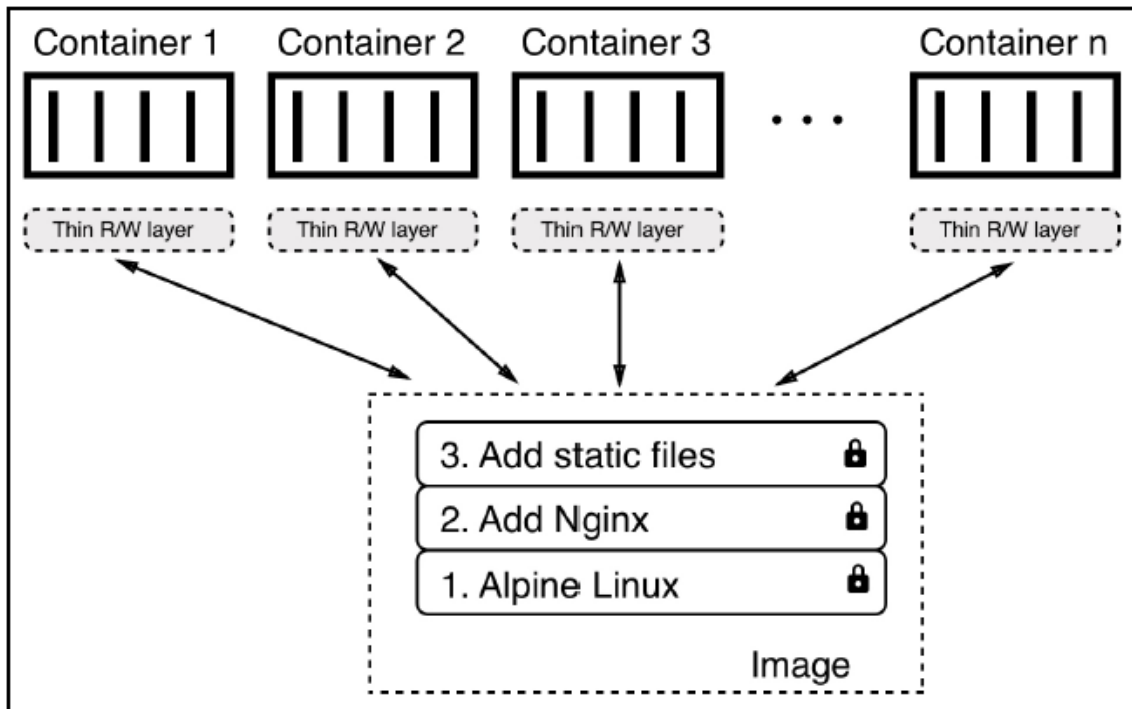 Container 1 Container 2 Container 3 Container n
Thin R/W layer Thin R/W layer Thin R/W layer Thin R/W layer
3. Add static files
2. Add Nginx
1. Alpine Linux
Image